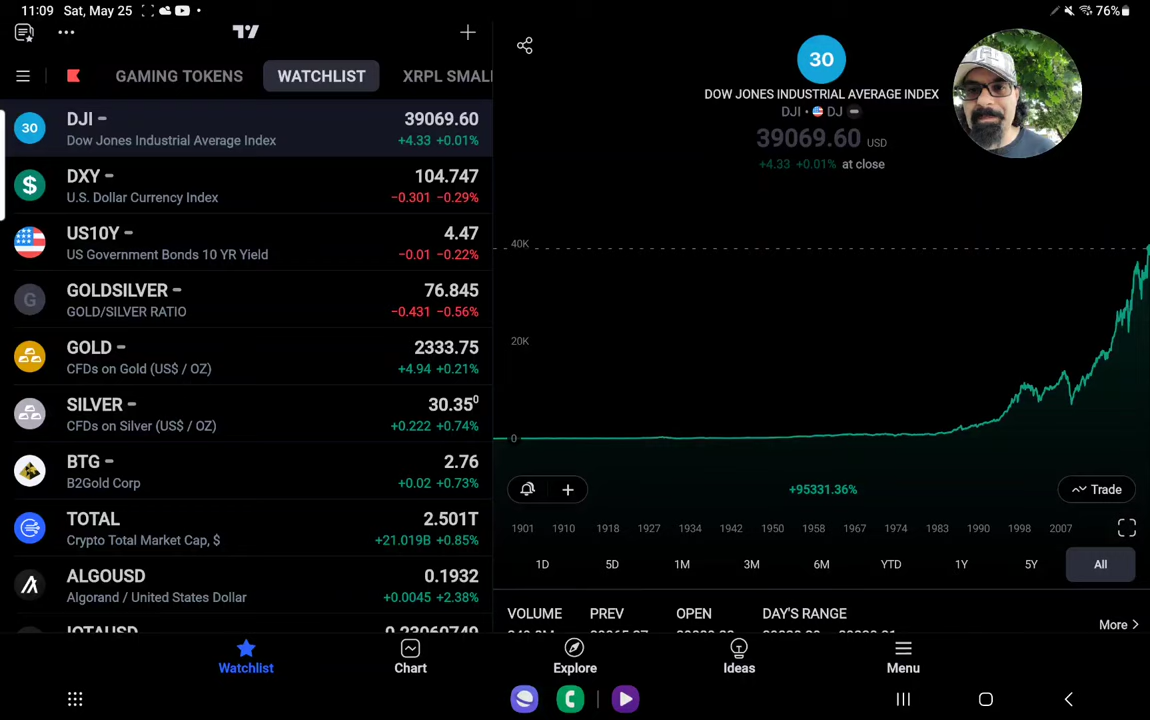 11:09 Sat, May 25
76%
GAMING TOKENS WATCHLIST XRPL SMAL
DJI
39069.60
Dow Jones Industrial Average Index
+4.33 +0.01%
DXY
104.747
U.S. Dollar Currency Index
−0.301 −0.29%
US10Y
4.47
US Government Bonds 10 YR Yield
−0.01 −0.22%
GOLDSILVER
76.845
GOLD/SILVER RATIO
−0.431 −0.56%
GOLD
2333.75
CFDs on Gold (US$ / OZ)
+4.94 +0.21%
SILVER
30.35⁰
CFDs on Silver (US$ / OZ)
+0.222 +0.74%
BTG
2.76
B2Gold Corp
+0.02 +0.73%
TOTAL
2.501T
Crypto Total Market Cap, $
+21.019B +0.85%
ALGOUSD
0.1932
Algorand / United States Dollar
+0.0045 +2.38%
30
$
G
30
DOW JONES INDUSTRIAL AVERAGE INDEX
DJI • DJ
39069.60 USD
+4.33 +0.01% at close
40K
20K
0
+95331.36%
Trade
1901 1910 1918 1927 1934 1942 1950 1958 1967 1974 1983 1990 1998 2007
1D 5D 1M 3M 6M YTD 1Y 5Y All
VOLUME PREV OPEN DAY'S RANGE
More >
Watchlist Chart Explore Ideas Menu